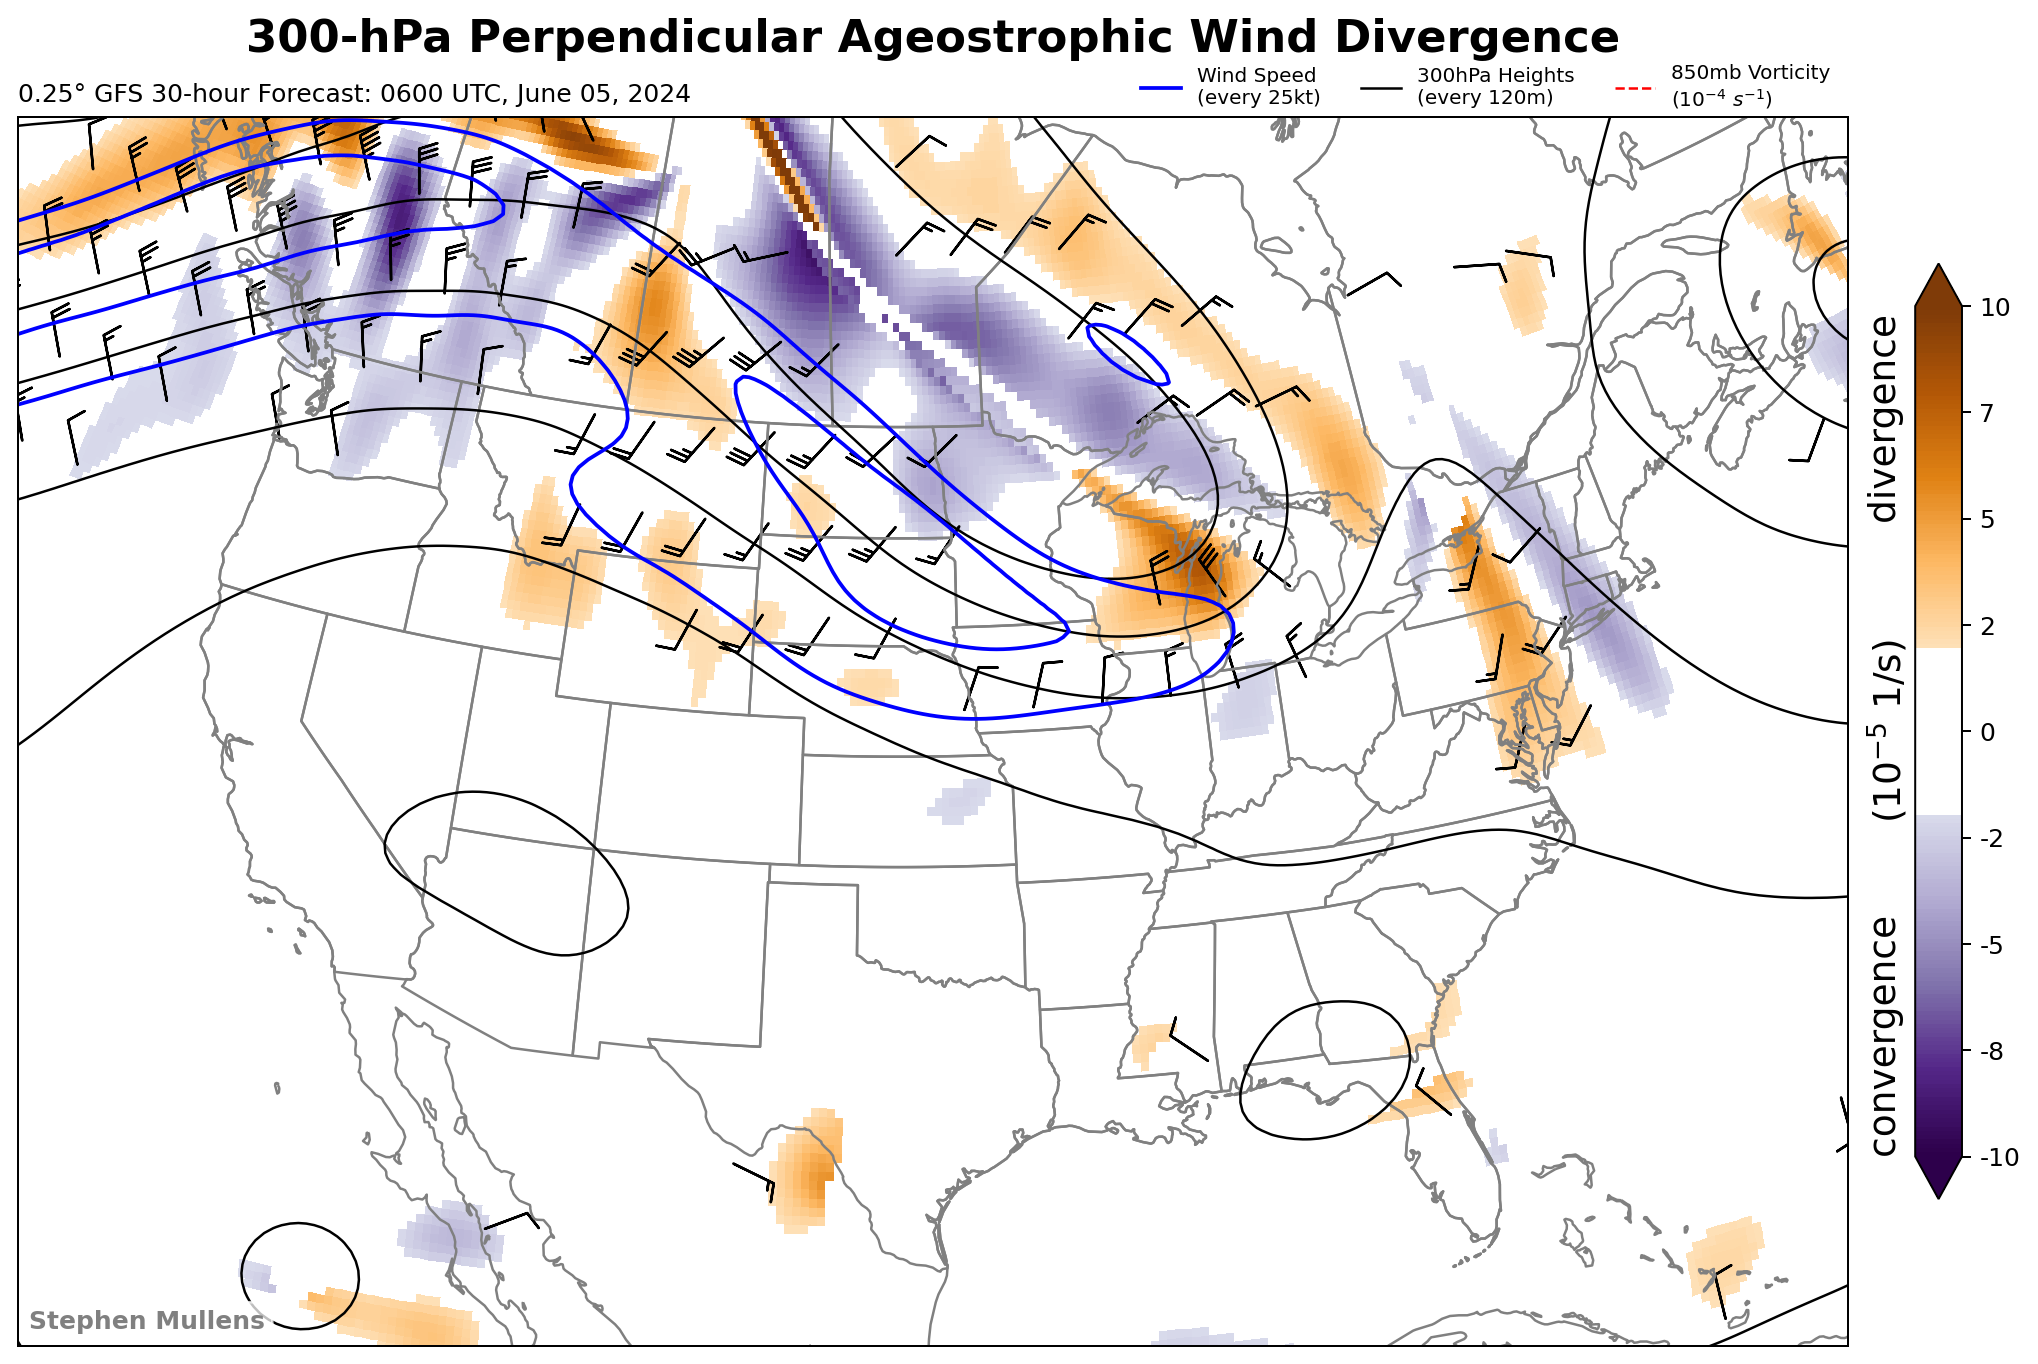 300-hPa Perpendicular Ageostrophic Wind Divergence
0.25° GFS 30-hour Forecast: 0600 UTC, June 05, 2024
Wind Speed
(every 25kt)
300hPa Heights
(every 120m)
850mb Vorticity
(10⁻⁴ s⁻¹)
10
7
5
2
0
-2
-5
-8
-10
convergence (10⁻⁵ 1/s) divergence
Stephen Mullens